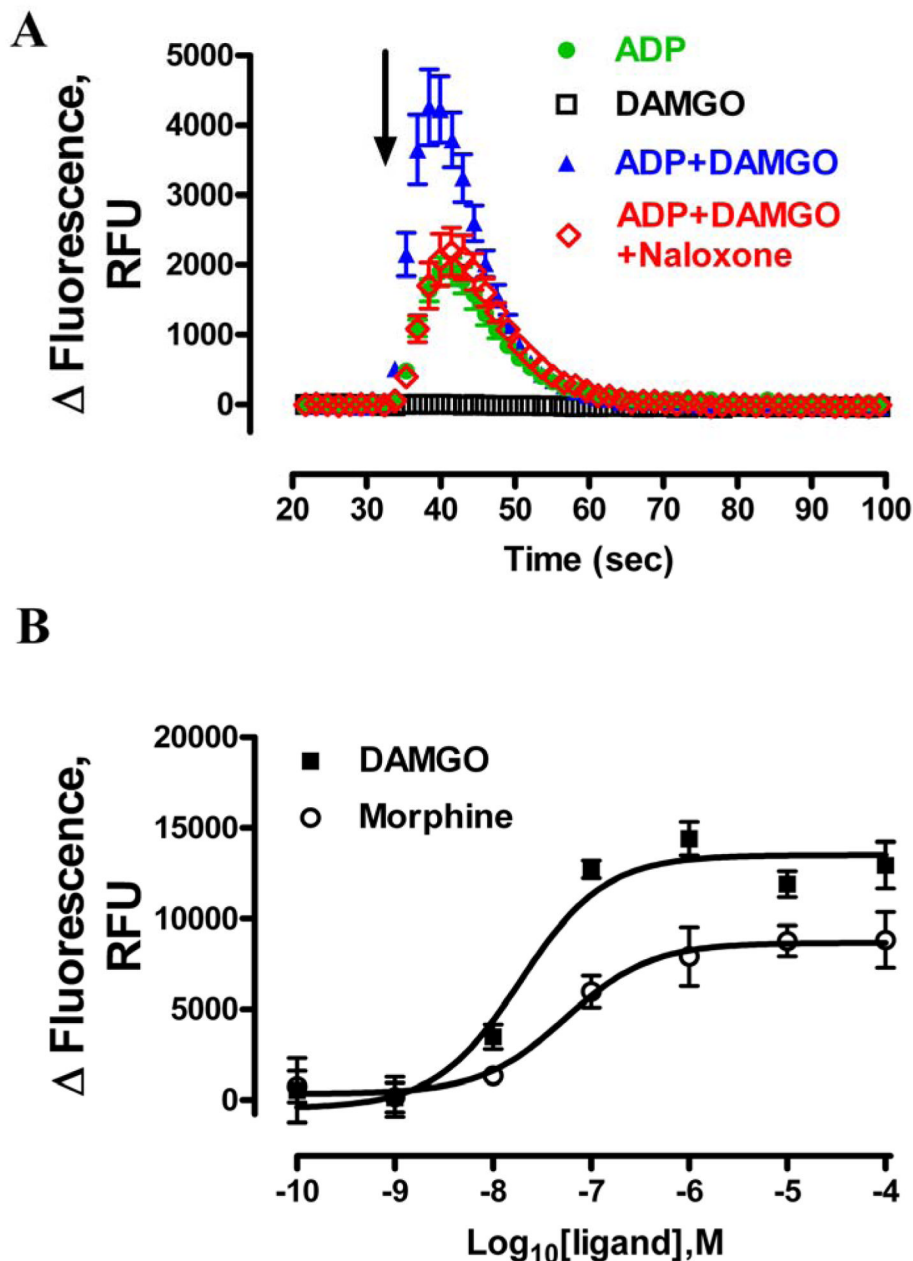 A
5000
4000
3000
2000
1000
0
Δ Fluorescence,
RFU
ADP
DAMGO
ADP+DAMGO
ADP+DAMGO
+Naloxone
20 30 40 50 60 70 80 90 100
Time (sec)
B
20000
15000
10000
5000
0
Δ Fluorescence,
RFU
DAMGO
Morphine
-10 -9 -8 -7 -6 -5 -4
Log10[ligand],M